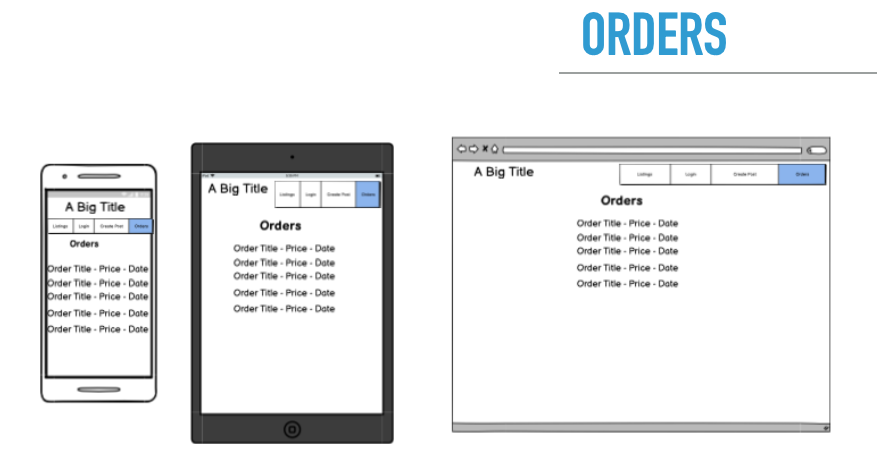 ORDERS
A Big Title
Listings Login Create Post Orders
Orders
Order Title - Price - Date
Order Title - Price - Date
Order Title - Price - Date
Order Title - Price - Date
Order Title - Price - Date
A Big Title
Listings Login Create Post Orders
Orders
Order Title - Price - Date
Order Title - Price - Date
Order Title - Price - Date
Order Title - Price - Date
Order Title - Price - Date
A Big Title
Listings Login Create Post Orders
Orders
Order Title - Price - Date
Order Title - Price - Date
Order Title - Price - Date
Order Title - Price - Date
Order Title - Price - Date